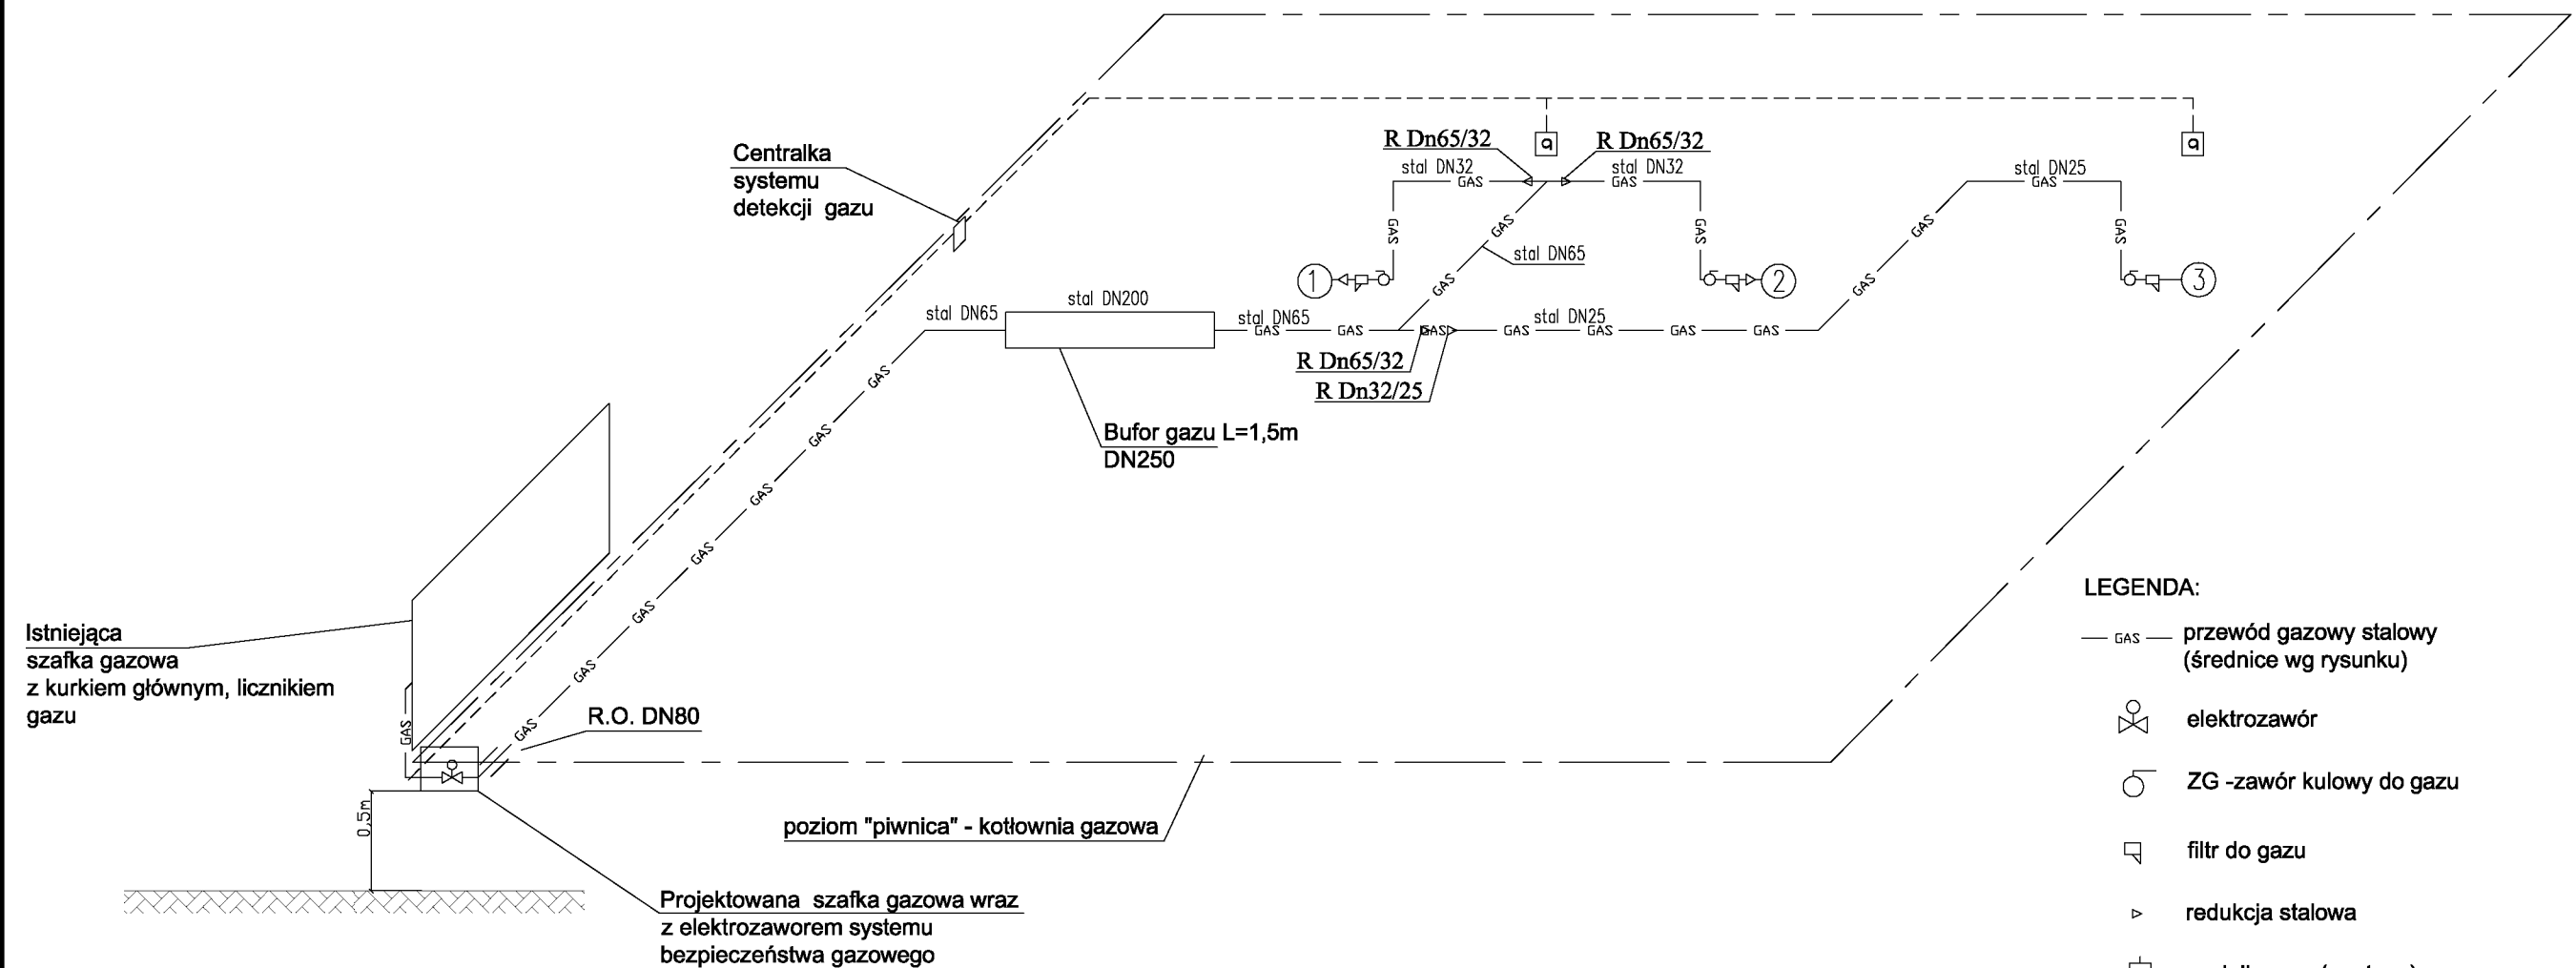 Centralka
systemu
detekcji gazu
R Dn65/32
R Dn65/32
a
a
stal DN32
GAS
stal DN32
GAS
stal DN25
GAS
GAS
GAS
GAS
GAS
GAS
stal DN65
1
2
3
GAS
GAS
stal DN65
stal DN200
stal DN65
GAS
GAS
GAS
GAS
stal DN25
GAS
GAS
GAS
R Dn65/32
R Dn32/25
GAS
GAS
GAS
GAS
GAS
GAS
GAS
Bufor gazu L=1,5m
DN250
Istniejąca
szafka gazowa
z kurkiem głównym, licznikiem
gazu
GAS
R.O. DN80
0,5m
poziom "piwnica" - kotłownia gazowa
Projektowana szafka gazowa wraz
z elektrozaworem systemu
bezpieczeństwa gazowego
LEGENDA:
GAS przewód gazowy stalowy
(średnice wg rysunku)
elektrozawór
ZG -zawór kulowy do gazu
filtr do gazu
redukcja stalowa